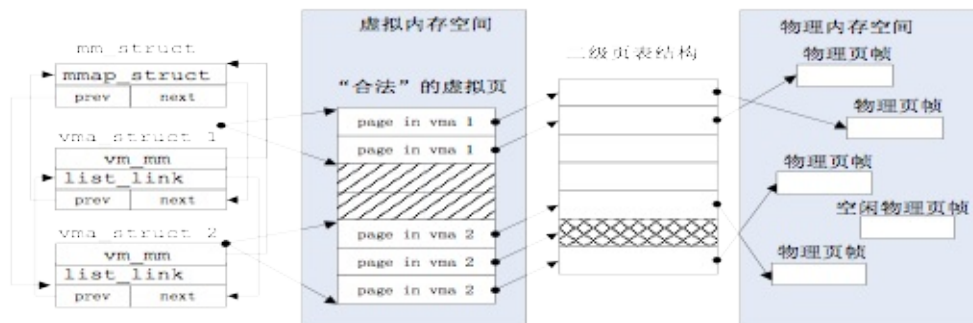 mm_struct
mmap_struct
prev next
vma_struct 1
vm_mm
list_link
prev next
vma_struct 2
vm_mm
list_link
prev next
虚拟内存空间
“合法”的虚拟页
page in vma 1
page in vma 1
page in vma 2
page in vma 2
page in vma 2
二级页表结构
物理内存空间
物理页帧
物理页帧
物理页帧
空闲物理页帧
物理页帧